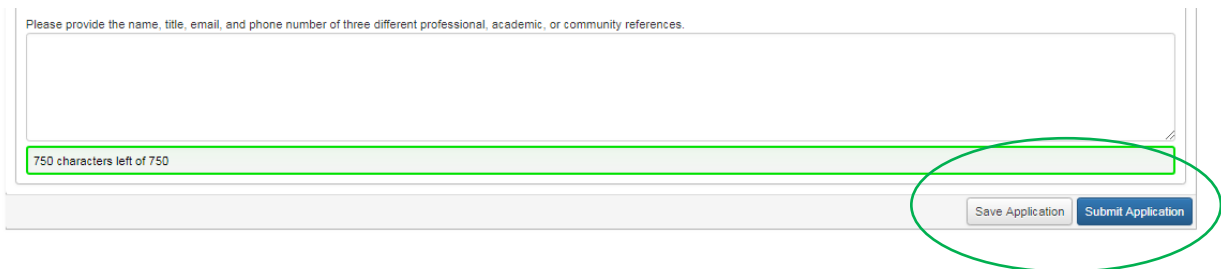 Please provide the name, title, email, and phone number of three different professional, academic, or community references.
750 characters left of 750
Save Application Submit Application